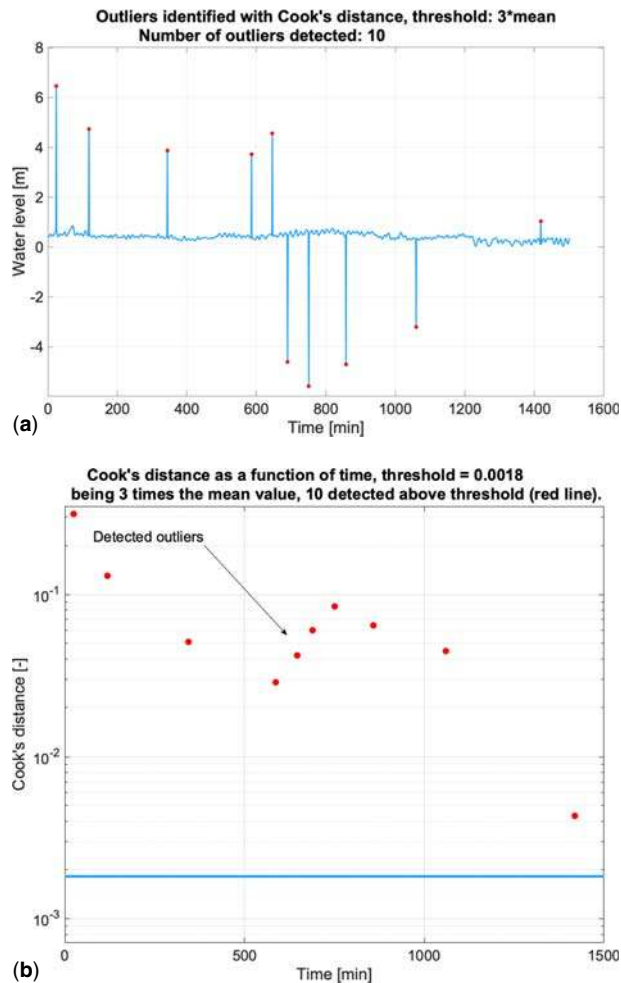 Outliers identified with Cook's distance, threshold: 3*mean
Number of outliers detected: 10
8
6
4
2
0
-2
-4
Water level [m]
0 200 400 600 800 1000 1200 1400 1600
Time [min]
(a)
Cook's distance as a function of time, threshold = 0.0018
being 3 times the mean value, 10 detected above threshold (red line).
Detected outliers
10-1
10-2
10-3
Cook's distance [-]
0 500 1000 1500
Time [min]
(b)